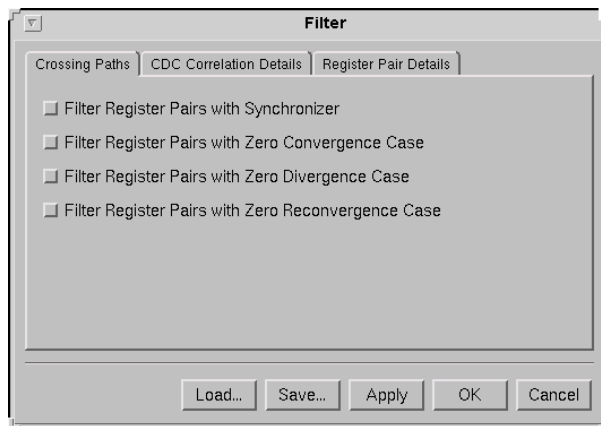 Filter
Crossing Paths CDC Correlation Details Register Pair Details
Filter Register Pairs with Synchronizer
Filter Register Pairs with Zero Convergence Case
Filter Register Pairs with Zero Divergence Case
Filter Register Pairs with Zero Reconvergence Case
Load... Save... Apply OK Cancel